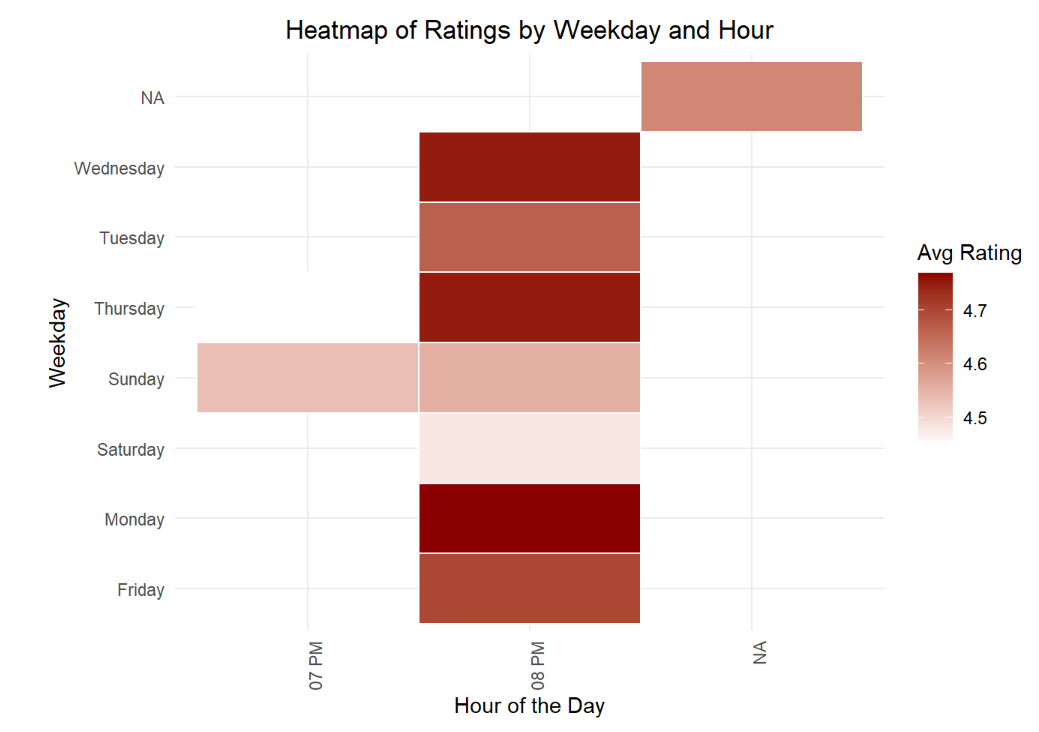 Heatmap of Ratings by Weekday and Hour
NA
Wednesday
Tuesday
Thursday
Sunday
Saturday
Monday
Friday
Weekday
07 PM
08 PM
NA
Hour of the Day
Avg Rating
4.7
4.6
4.5